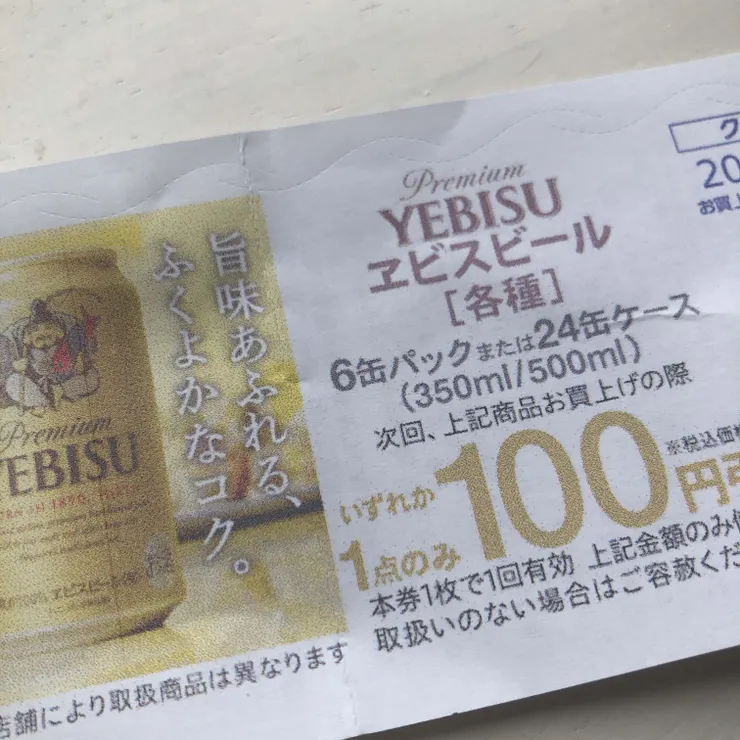 旨味あふれる、
ふくよかなコク。
Premium
YEBISU
店舗により取扱商品は異なります
Premium
YEBISU
ヱビスビール
[各種]
6缶パックまたは24缶ケース
(350ml/500ml)
次回、上記商品お買上げの際
いずれか
1点のみ
100円
※税込価格
本券1枚で1回有効 上記金額のみ
取扱いのない場合はご容赦くだ
ク
20
お買上